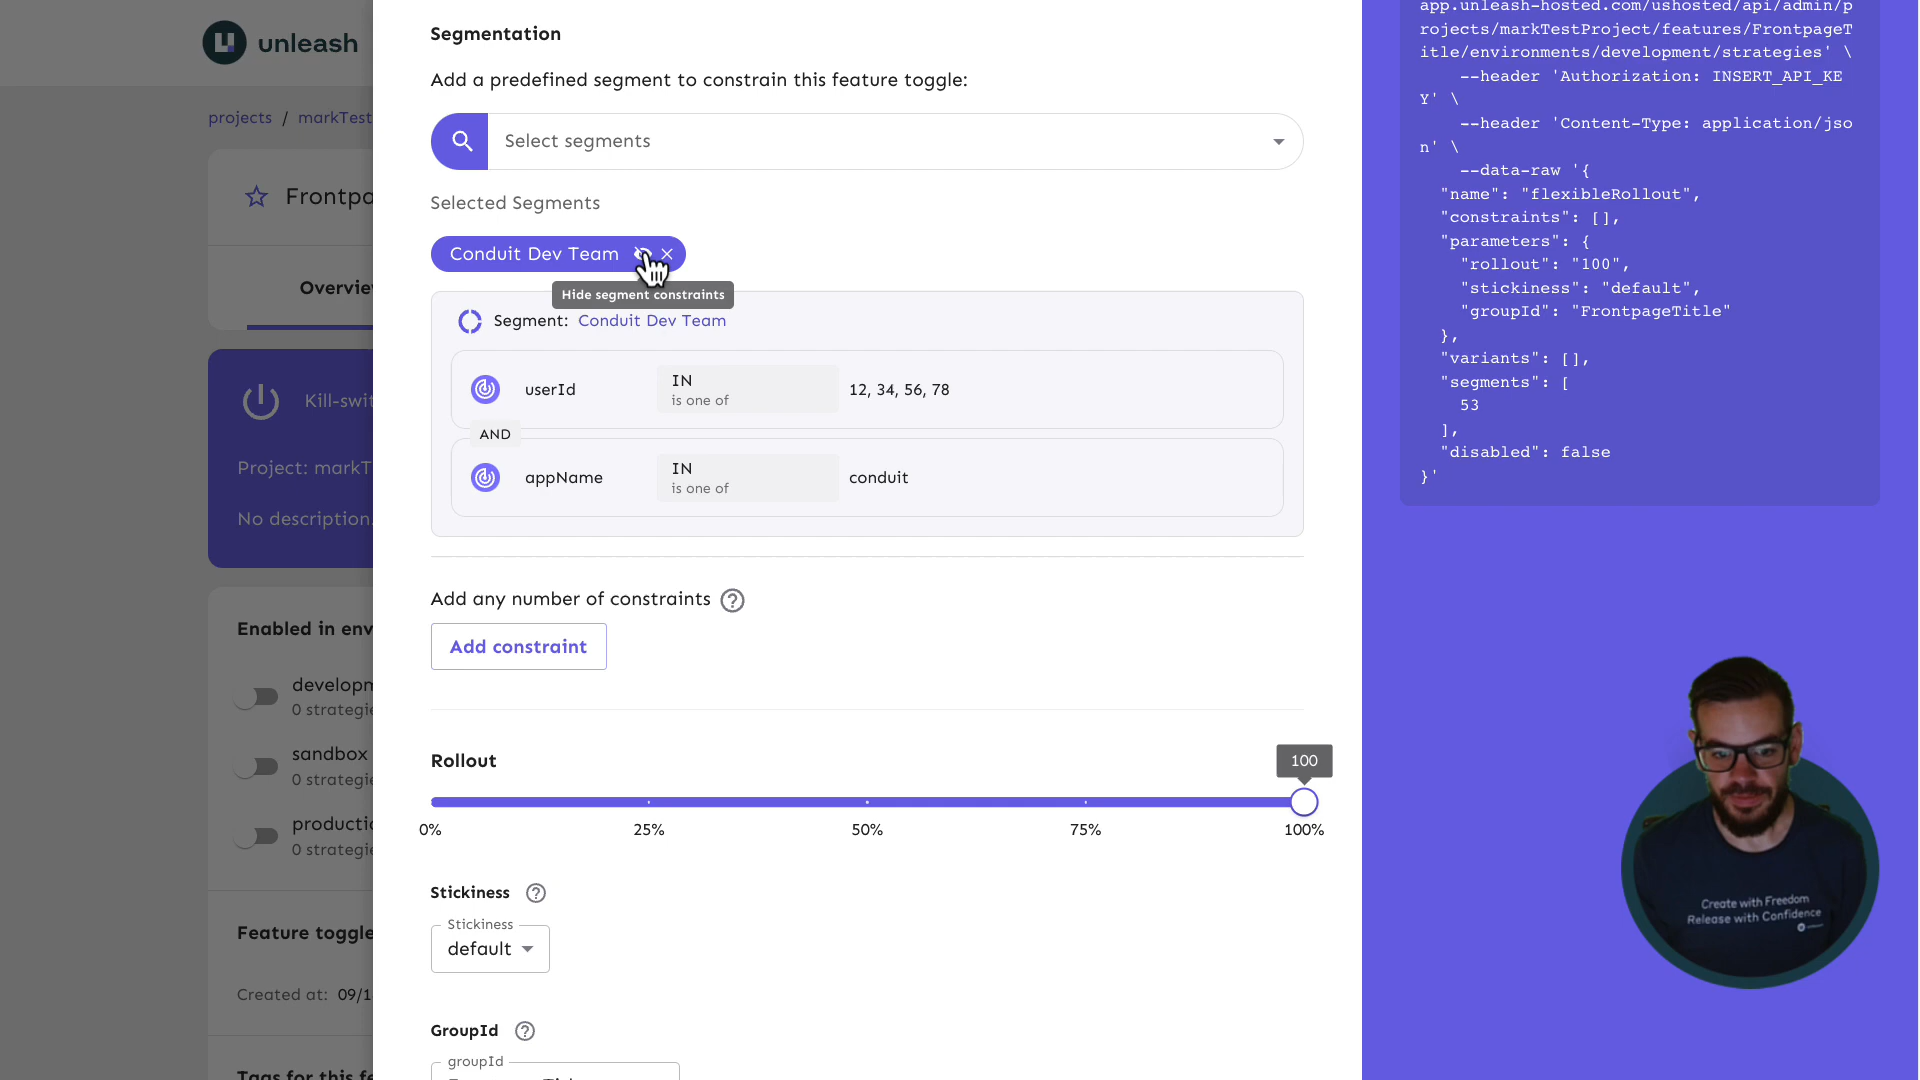 unleash
projects / markTest
Frontpa
Overvie
Kill-swit
Project: markT
No description.
Enabled in env
developm
0 strategie
sandbox
0 strategie
productio
0 strategie
Feature toggle
Created at: 09/1
Tags for this fe
Segmentation
Add a predefined segment to constrain this feature toggle:
Select segments
Selected Segments
Conduit Dev Team
Hide segment constraints
Segment: Conduit Dev Team
userId
IN
is one of
12, 34, 56, 78
AND
appName
IN
is one of
conduit
Add any number of constraints
Add constraint
Rollout
100
0%
25%
50%
75%
100%
Stickiness
Stickiness
default
GroupId
groupId
app.unleash-hosted.com/ushosted/api/admin/p
rojects/markTestProject/features/FrontpageT
itle/environments/development/strategies' \
--header 'Authorization: INSERT_API_KE
Y' \
--header 'Content-Type: application/jso
n' \
--data-raw '{
"name": "flexibleRollout",
"constraints": [],
"parameters": {
"rollout": "100",
"stickiness": "default",
"groupId": "FrontpageTitle"
},
"variants": [],
"segments": [
53
],
"disabled": false
}'
Create with Freedom
Release with Confidence